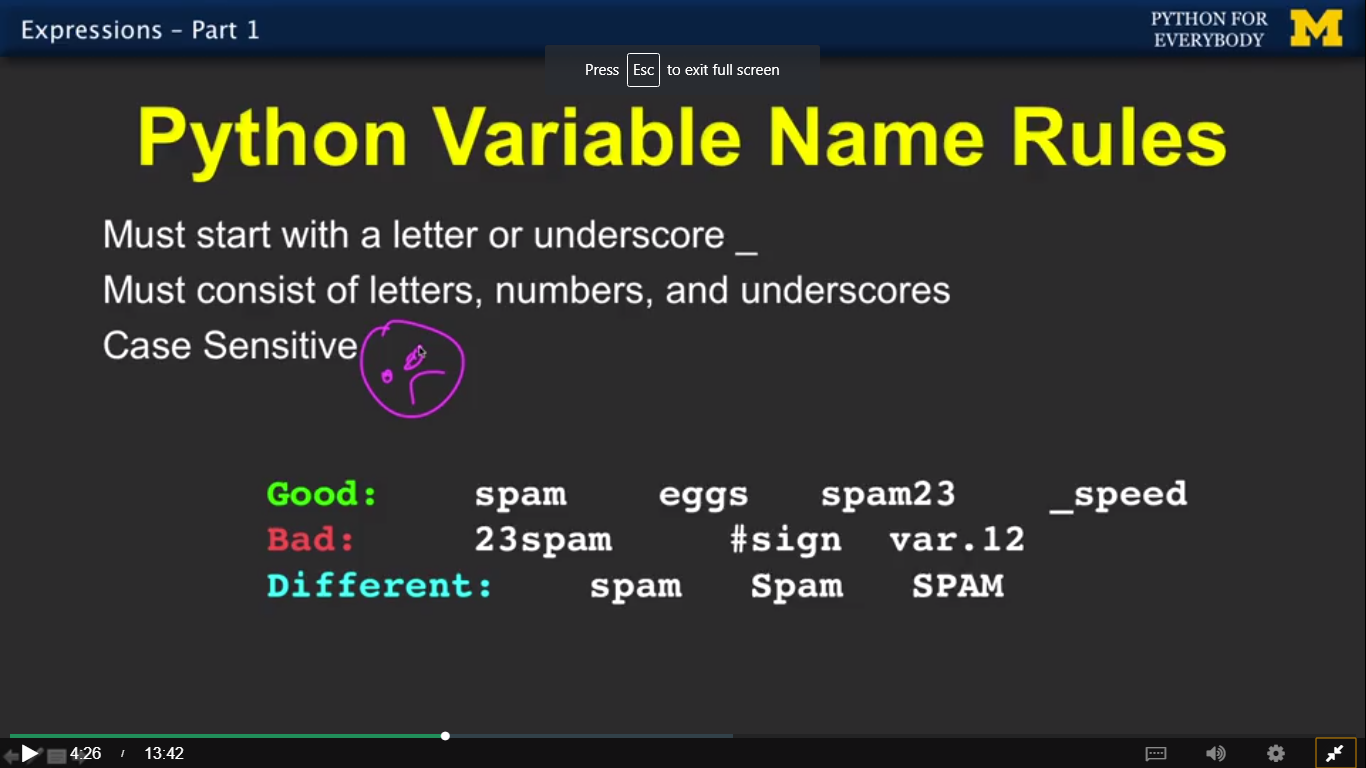 Expressions – Part 1
PYTHON FOR
EVERYBODY
M
Press Esc to exit full screen
Python Variable Name Rules
Must start with a letter or underscore _
Must consist of letters, numbers, and underscores
Case Sensitive
Good: spam eggs spam23 _speed
Bad: 23spam #sign var.12
Different: spam Spam SPAM
4:26 / 13:42